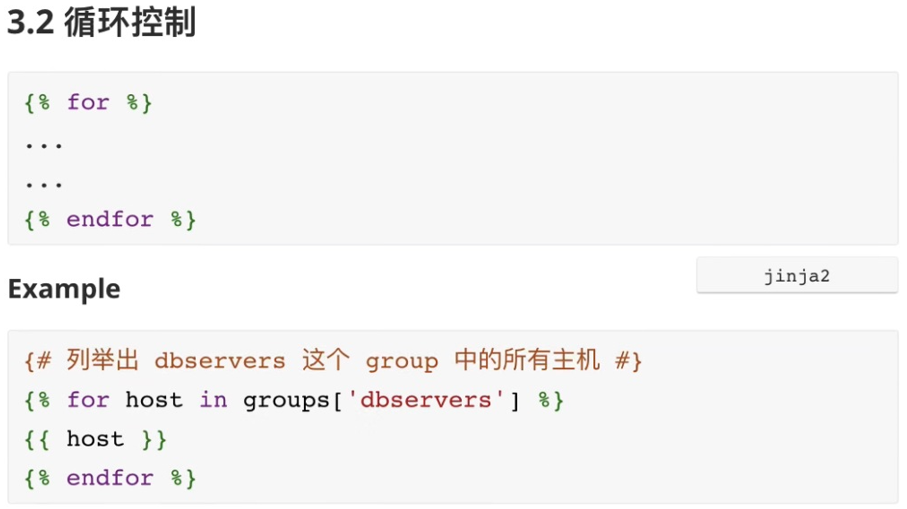 3.2 循环控制
{% for %}
...
...
{% endfor %}
jinja2
Example
{# 列举出 dbservers 这个 group 中的所有主机 #}
{% for host in groups['dbservers'] %}
{{ host }}
{% endfor %}